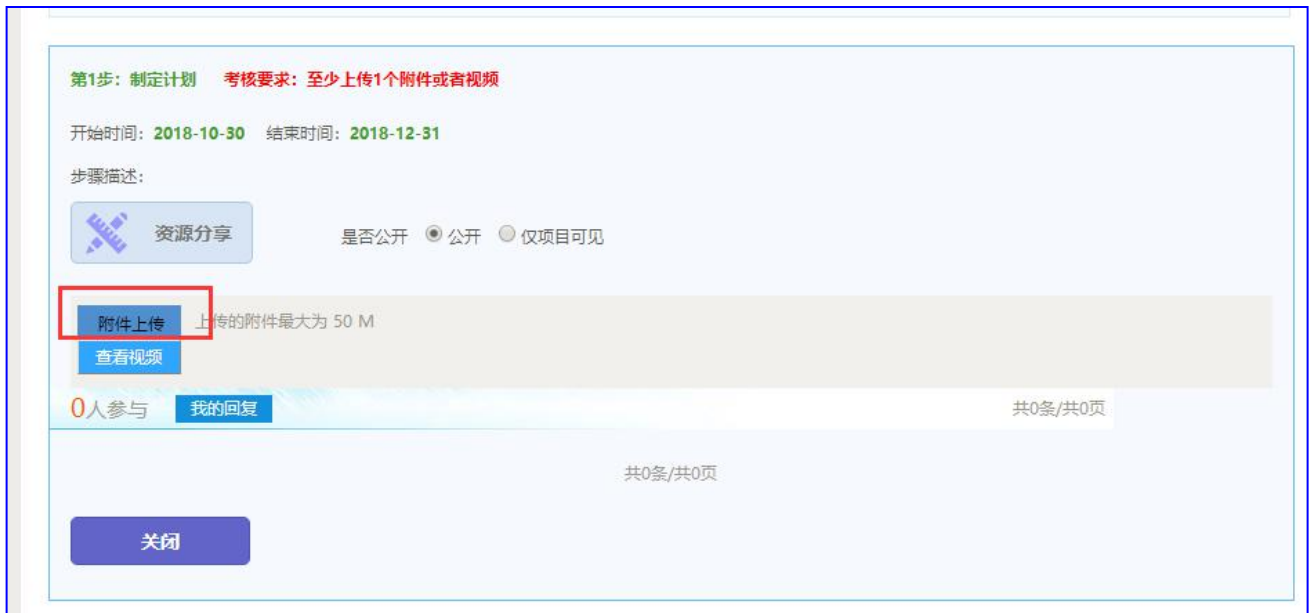 第1步：制定计划 考核要求：至少上传1个附件或者视频
开始时间：2018-10-30 结束时间：2018-12-31
步骤描述：
资源分享 是否公开 公开 仅项目可见
附件上传 上传的附件最大为 50 M
查看视频
0人参与 我的回复 共0条/共0页
共0条/共0页
关闭